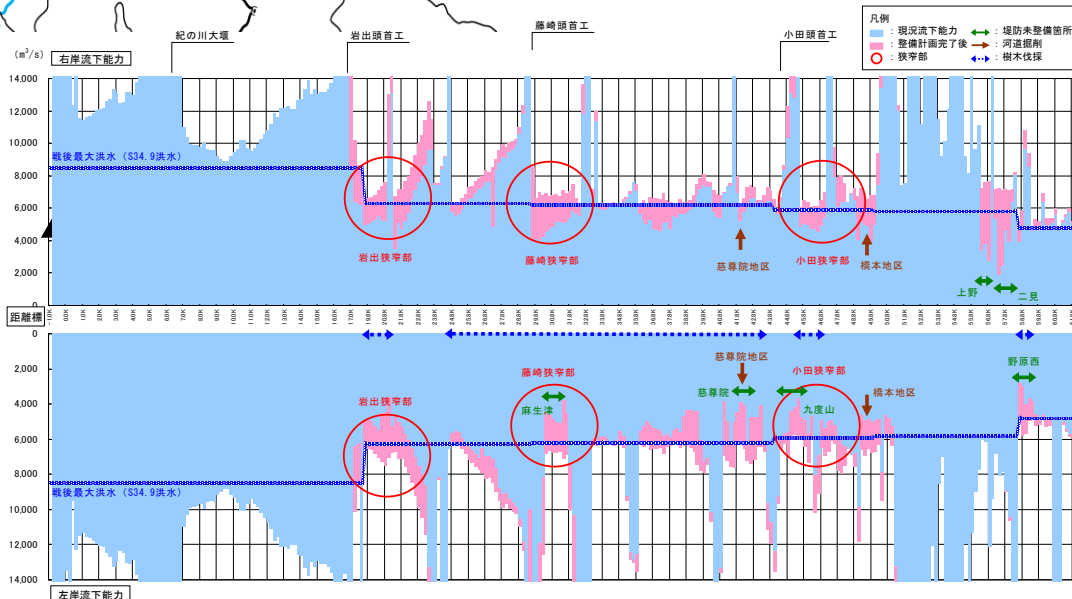 紀の川大堰
岩出頭首工
藤崎頭首工
小田頭首工
凡例
：現況流下能力
：堤防未整備箇所
：整備計画完了後
：河道掘削
：狭窄部
：樹木伐採
（m³/s）
右岸流下能力
14,000
12,000
10,000
8,000
6,000
4,000
2,000
0
戦後最大洪水（S34.9洪水）
岩出狭窄部
藤崎狭窄部
慈尊院地区
小田狭窄部
橋本地区
上野
二見
距離標
0
2,000
4,000
6,000
8,000
10,000
12,000
14,000
岩出狭窄部
藤崎狭窄部
麻生津
慈尊院地区
慈尊院
小田狭窄部
九度山
橋本地区
野原西
戦後最大洪水（S34.9洪水）
左岸流下能力